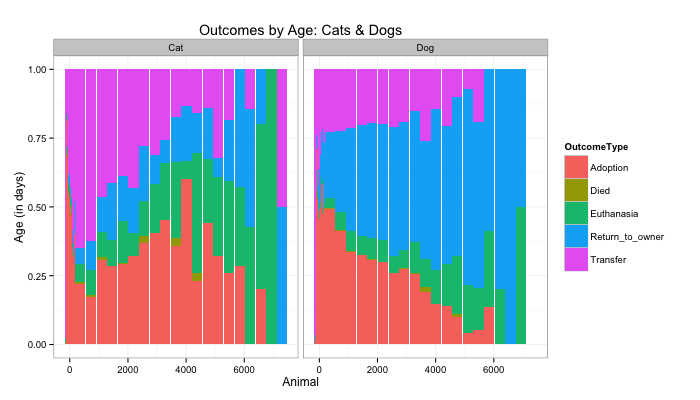 Outcomes by Age: Cats & Dogs
Cat Dog
1.00
0.75
0.50
0.25
0.00
Age (in days)
0 2000 4000 6000 0 2000 4000 6000
Animal
OutcomeType
Adoption
Died
Euthanasia
Return_to_owner
Transfer